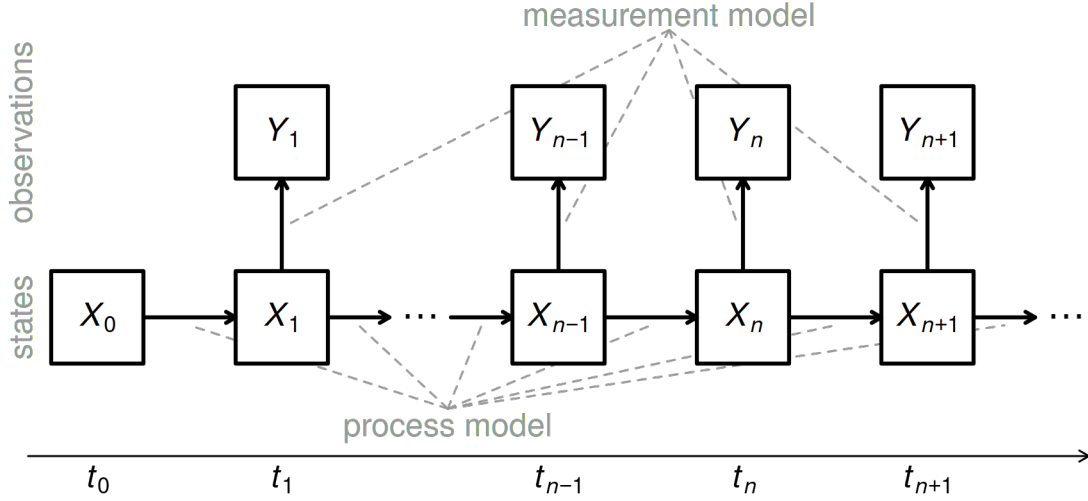 measurement model
observations
Y1 Yn−1 Yn Yn+1
states
X0 X1 ⋯ Xn−1 Xn Xn+1 ⋯
process model
t0 t1 tn−1 tn tn+1